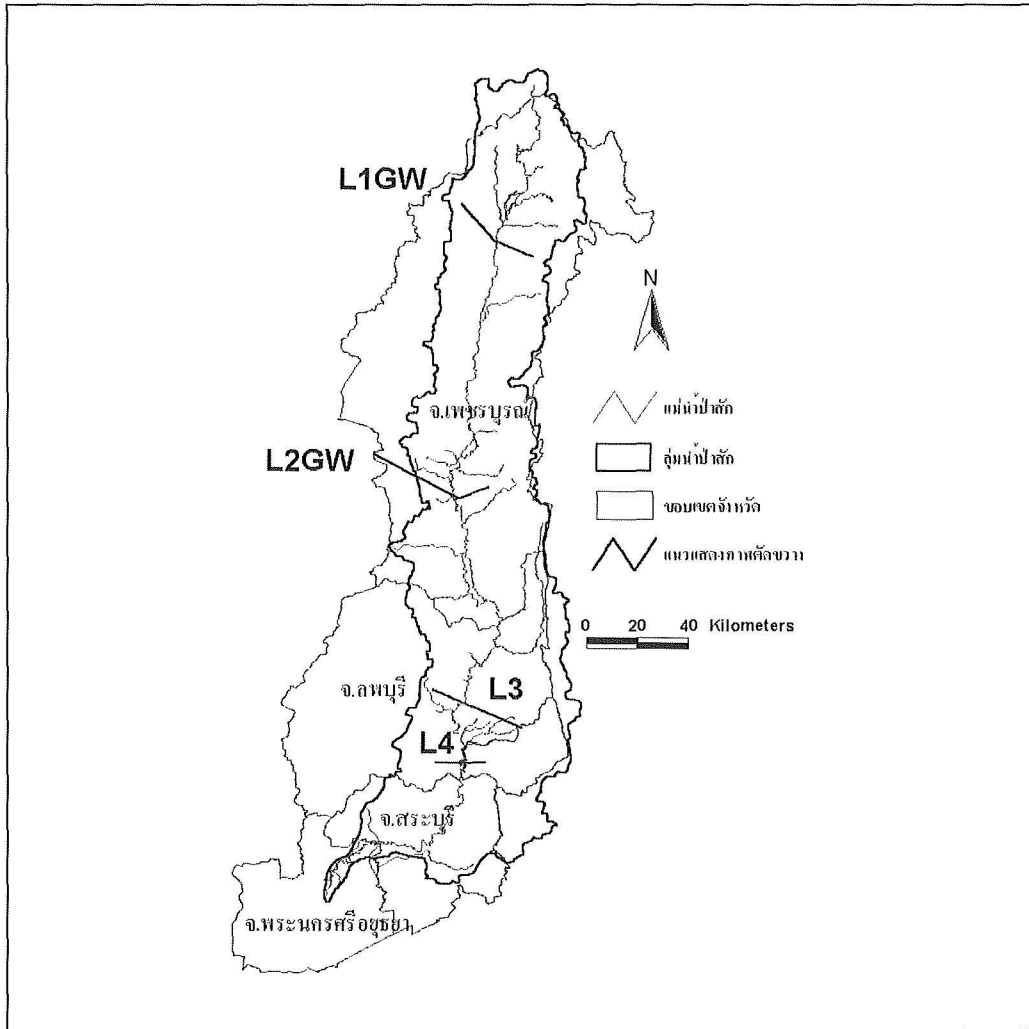 L1GW
N
แม่น้ำป่าสัก
จ.เพชรบูรณ์
ลุ่มน้ำป่าสัก
L2GW
ขอบเขตจังหวัด
แนวแสดงภาพตัดขวาง
0 20 40 Kilometers
จ.ลพบุรี
L3
L4
จ.สระบุรี
จ.พระนครศรีอยุธยา